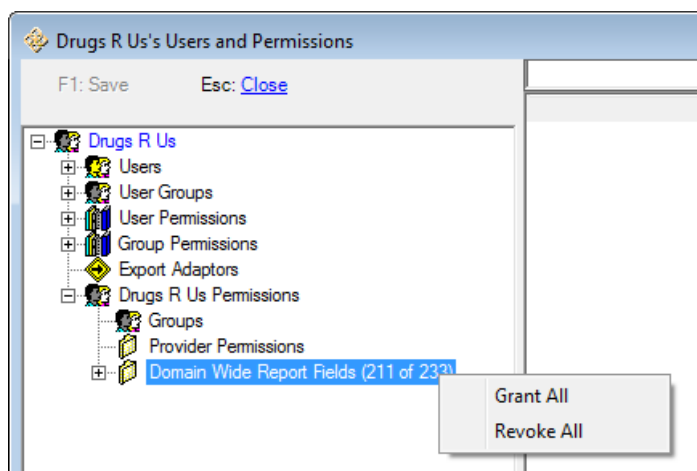 Drugs R Us's Users and Permissions
F1: Save Esc: Close
Drugs R Us
Users
User Groups
User Permissions
Group Permissions
Export Adaptors
Drugs R Us Permissions
Groups
Provider Permissions
Domain Wide Report Fields (211 of 233)
Grant All
Revoke All